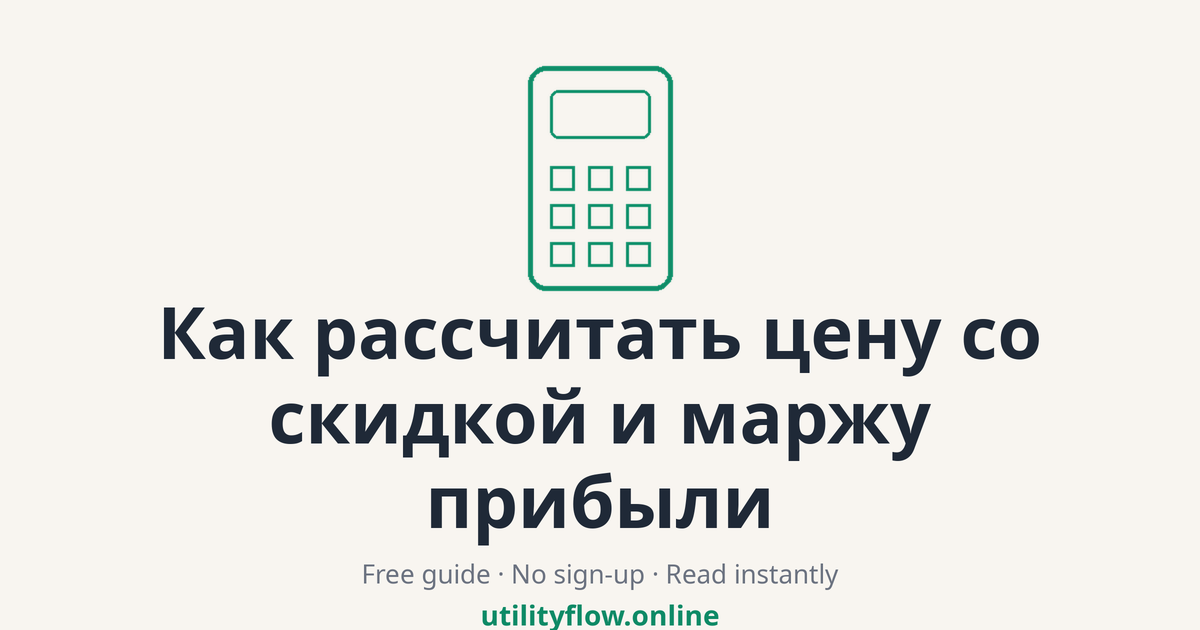 Как рассчитать цену со
скидкой и маржу
прибыли
Free guide · No sign-up · Read instantly
utilityflow.online